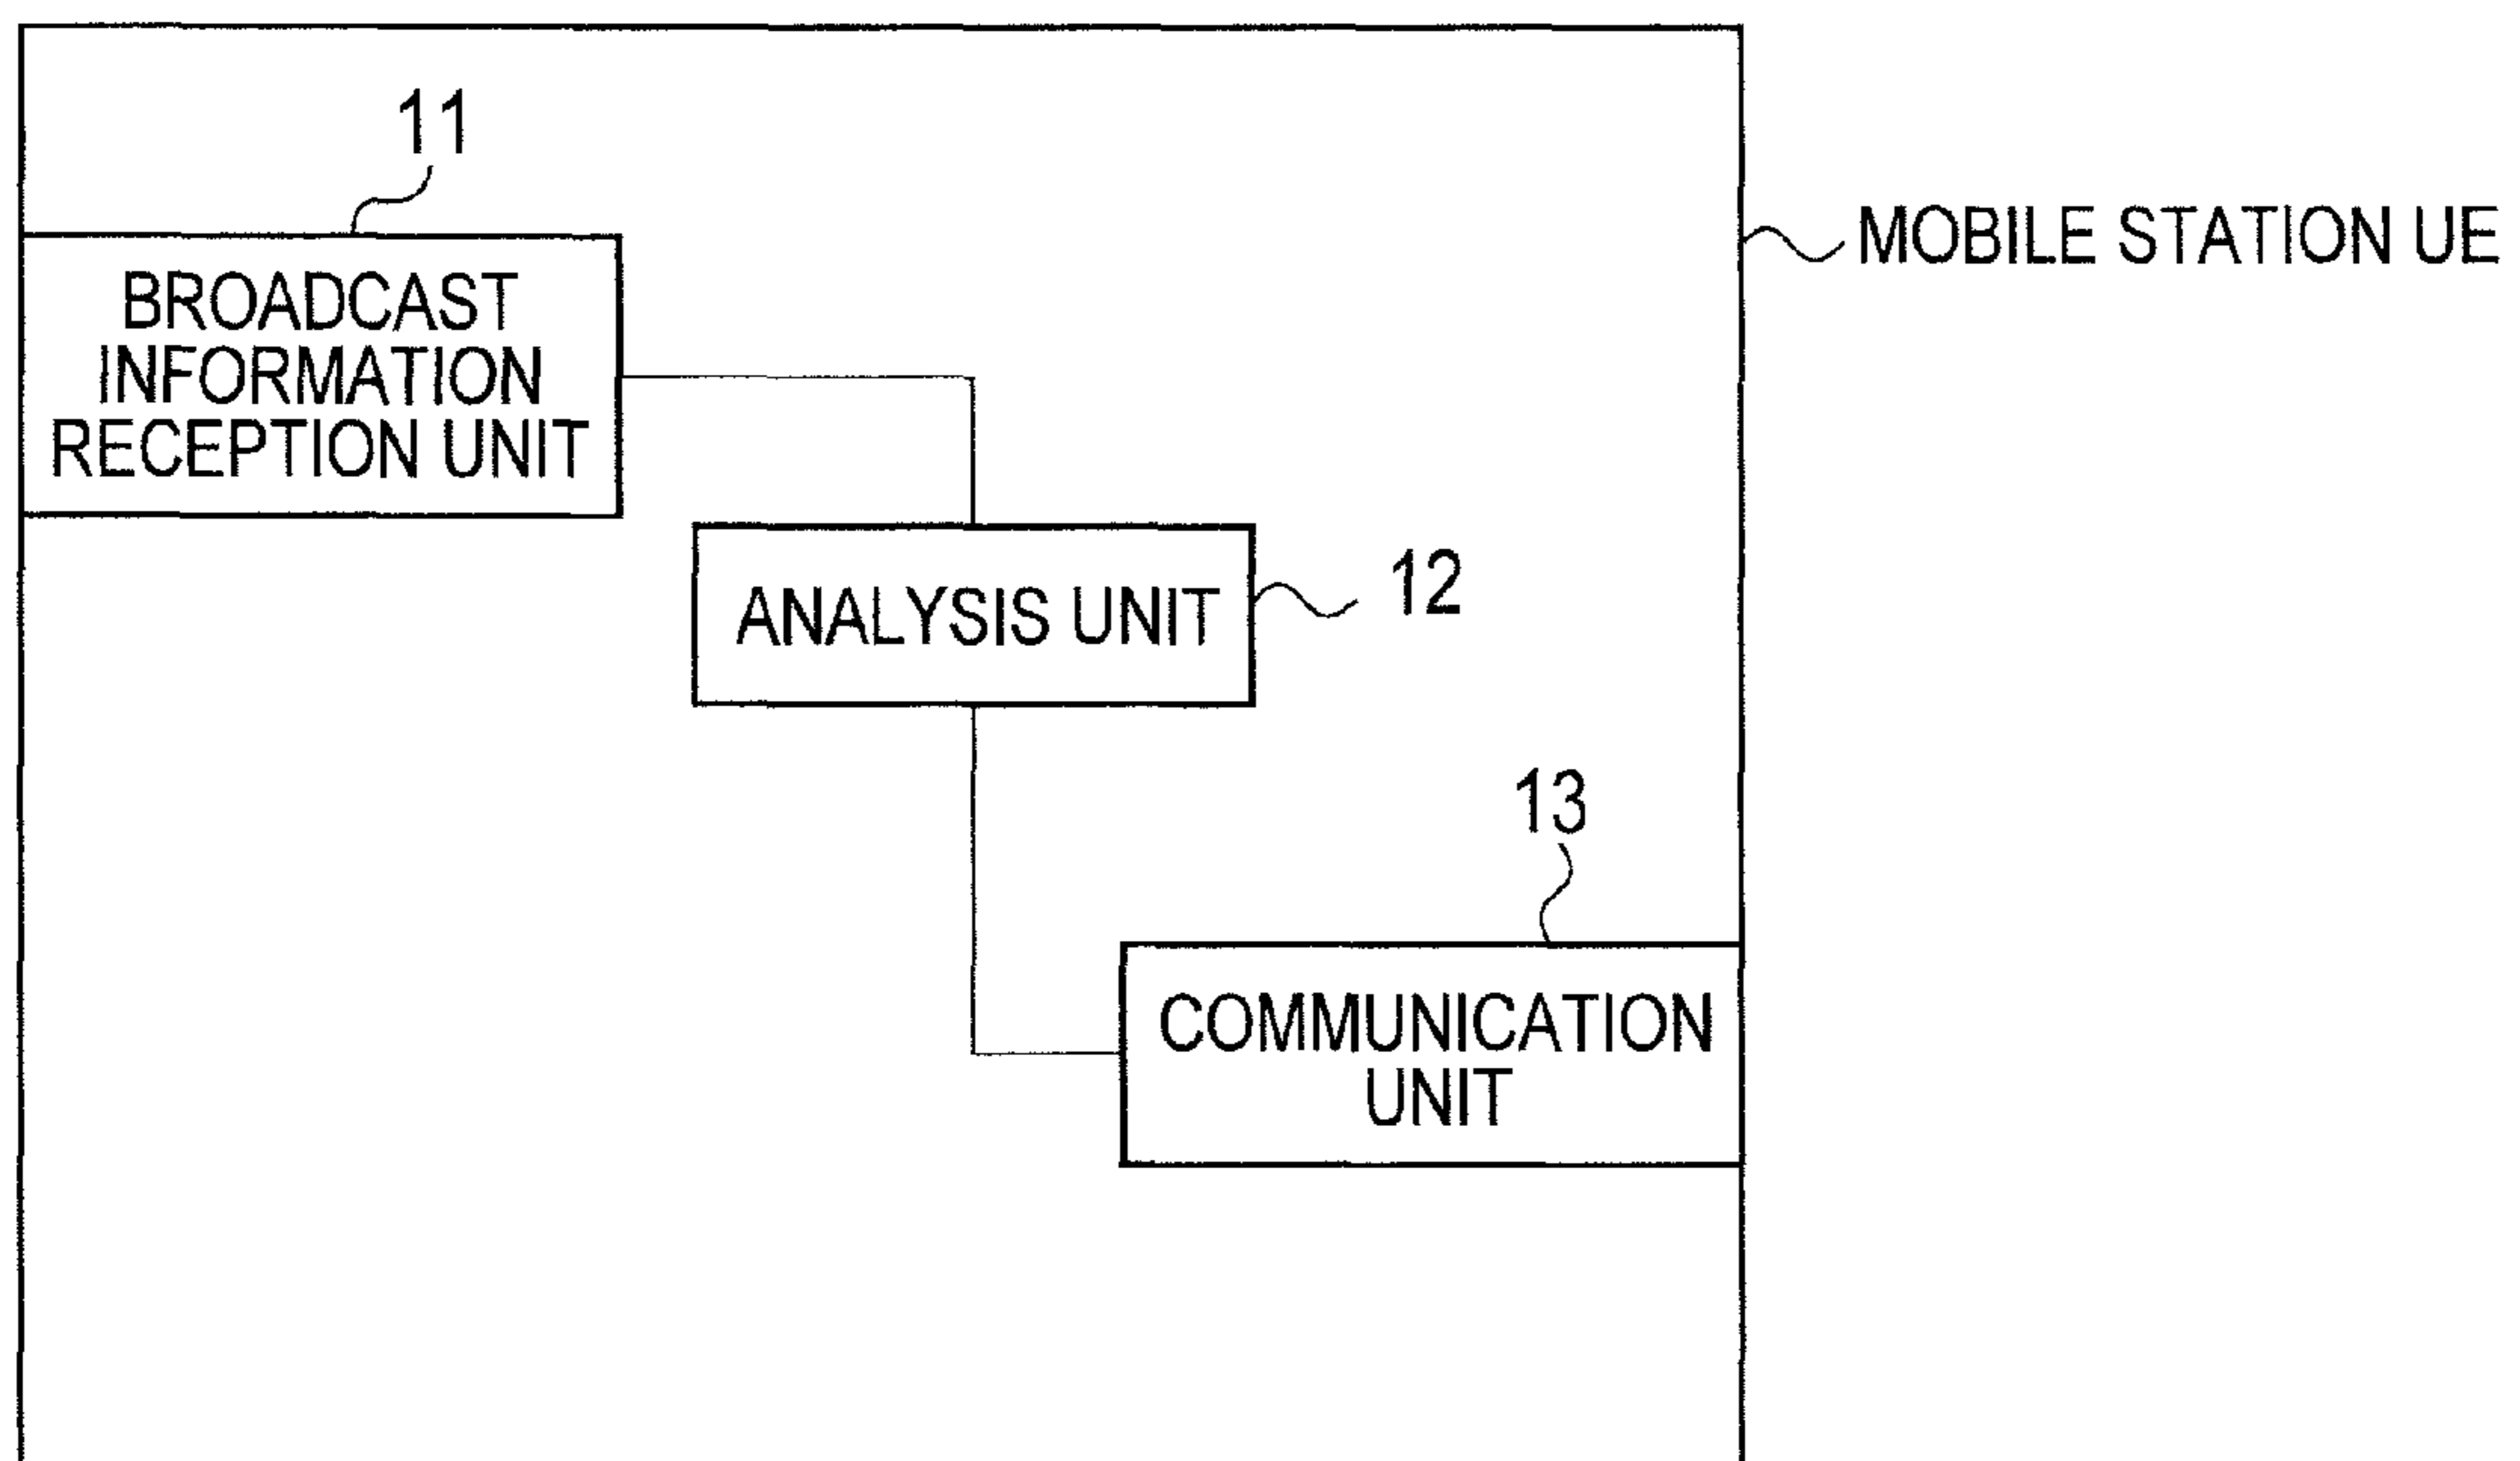 11
MOBILE STATION UE
BROADCAST
INFORMATION
RECEPTION UNIT
ANALYSIS UNIT
12
13
COMMUNICATION
UNIT